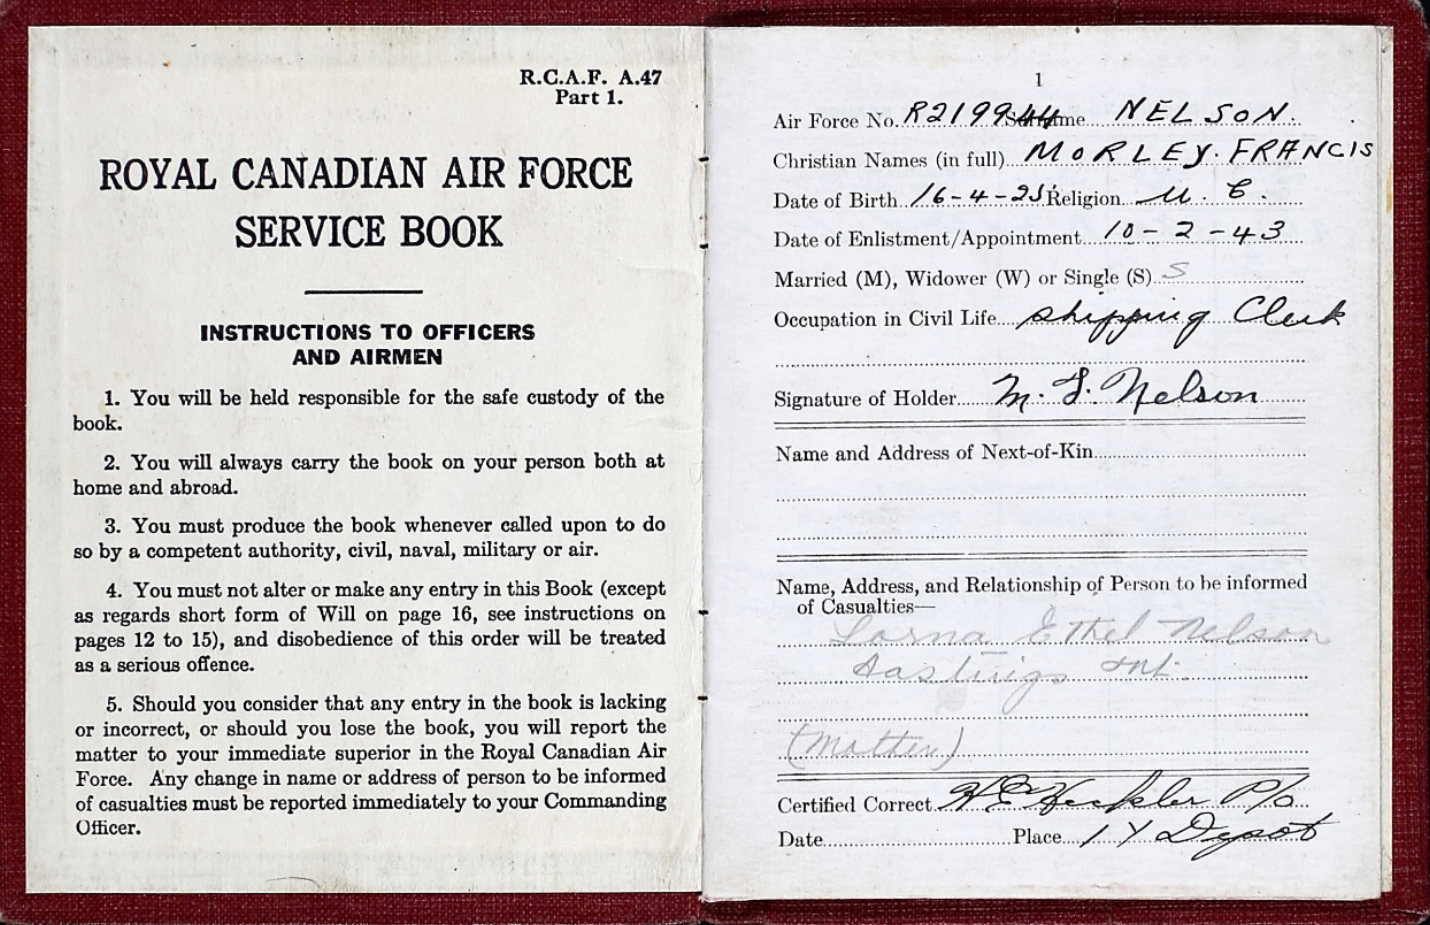 R.C.A.F. A.47
Part 1.
ROYAL CANADIAN AIR FORCE
SERVICE BOOK
INSTRUCTIONS TO OFFICERS
AND AIRMEN
1. You will be held responsible for the safe custody of the
book.
2. You will always carry the book on your person both at
home and abroad.
3. You must produce the book whenever called upon to do
so by a competent authority, civil, naval, military or air.
4. You must not alter or make any entry in this Book (except
as regards short form of Will on page 16, see instructions on
pages 12 to 15), and disobedience of this order will be treated
as a serious offence.
5. Should you consider that any entry in the book is lacking
or incorrect, or should you lose the book, you will report the
matter to your immediate superior in the Royal Canadian Air
Force. Any change in name or address of person to be informed
of casualties must be reported immediately to your Commanding
Officer.
1
Air Force No. R219944 Surname NELSON.
Christian Names (in full) MORLEY. FRANCIS
Date of Birth 16-4-25 Religion U. C.
Date of Enlistment/Appointment 10-2-43
Married (M), Widower (W) or Single (S) S
Occupation in Civil Life shipping Clerk
Signature of Holder M. F. Nelson
Name and Address of Next-of-Kin
Name, Address, and Relationship of Person to be informed
of Casualties—
Lorna Ethel Nelson
Hastings Ont.
(Mother)
Certified Correct P/O
Date Place 1 Y Depot